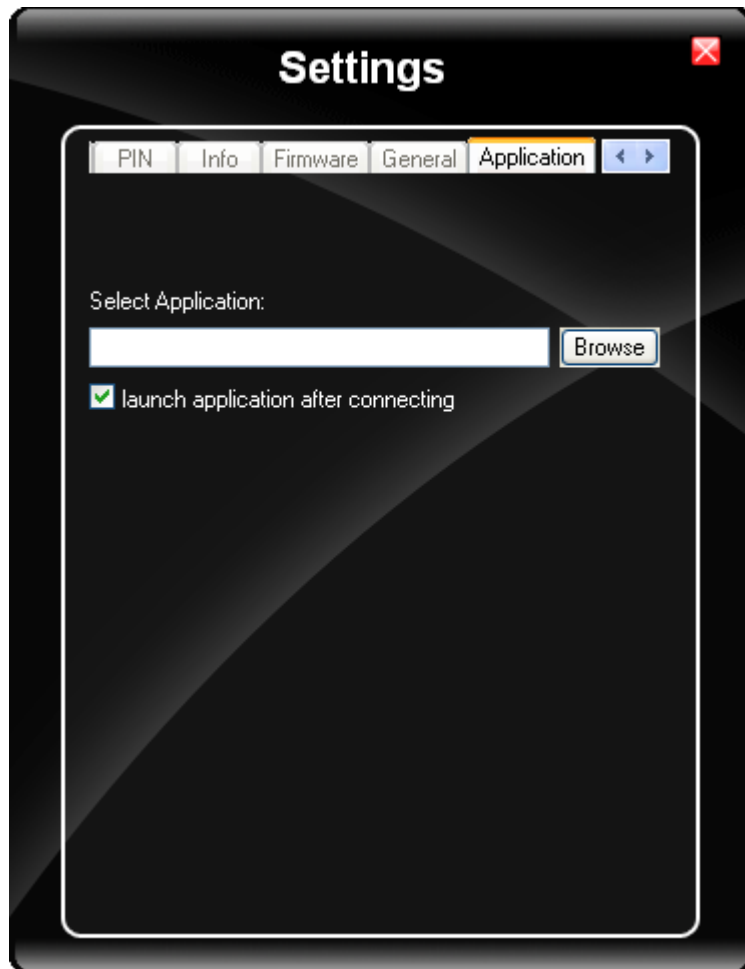 Settings
PIN Info Firmware General Application
Select Application:
Browse
launch application after connecting